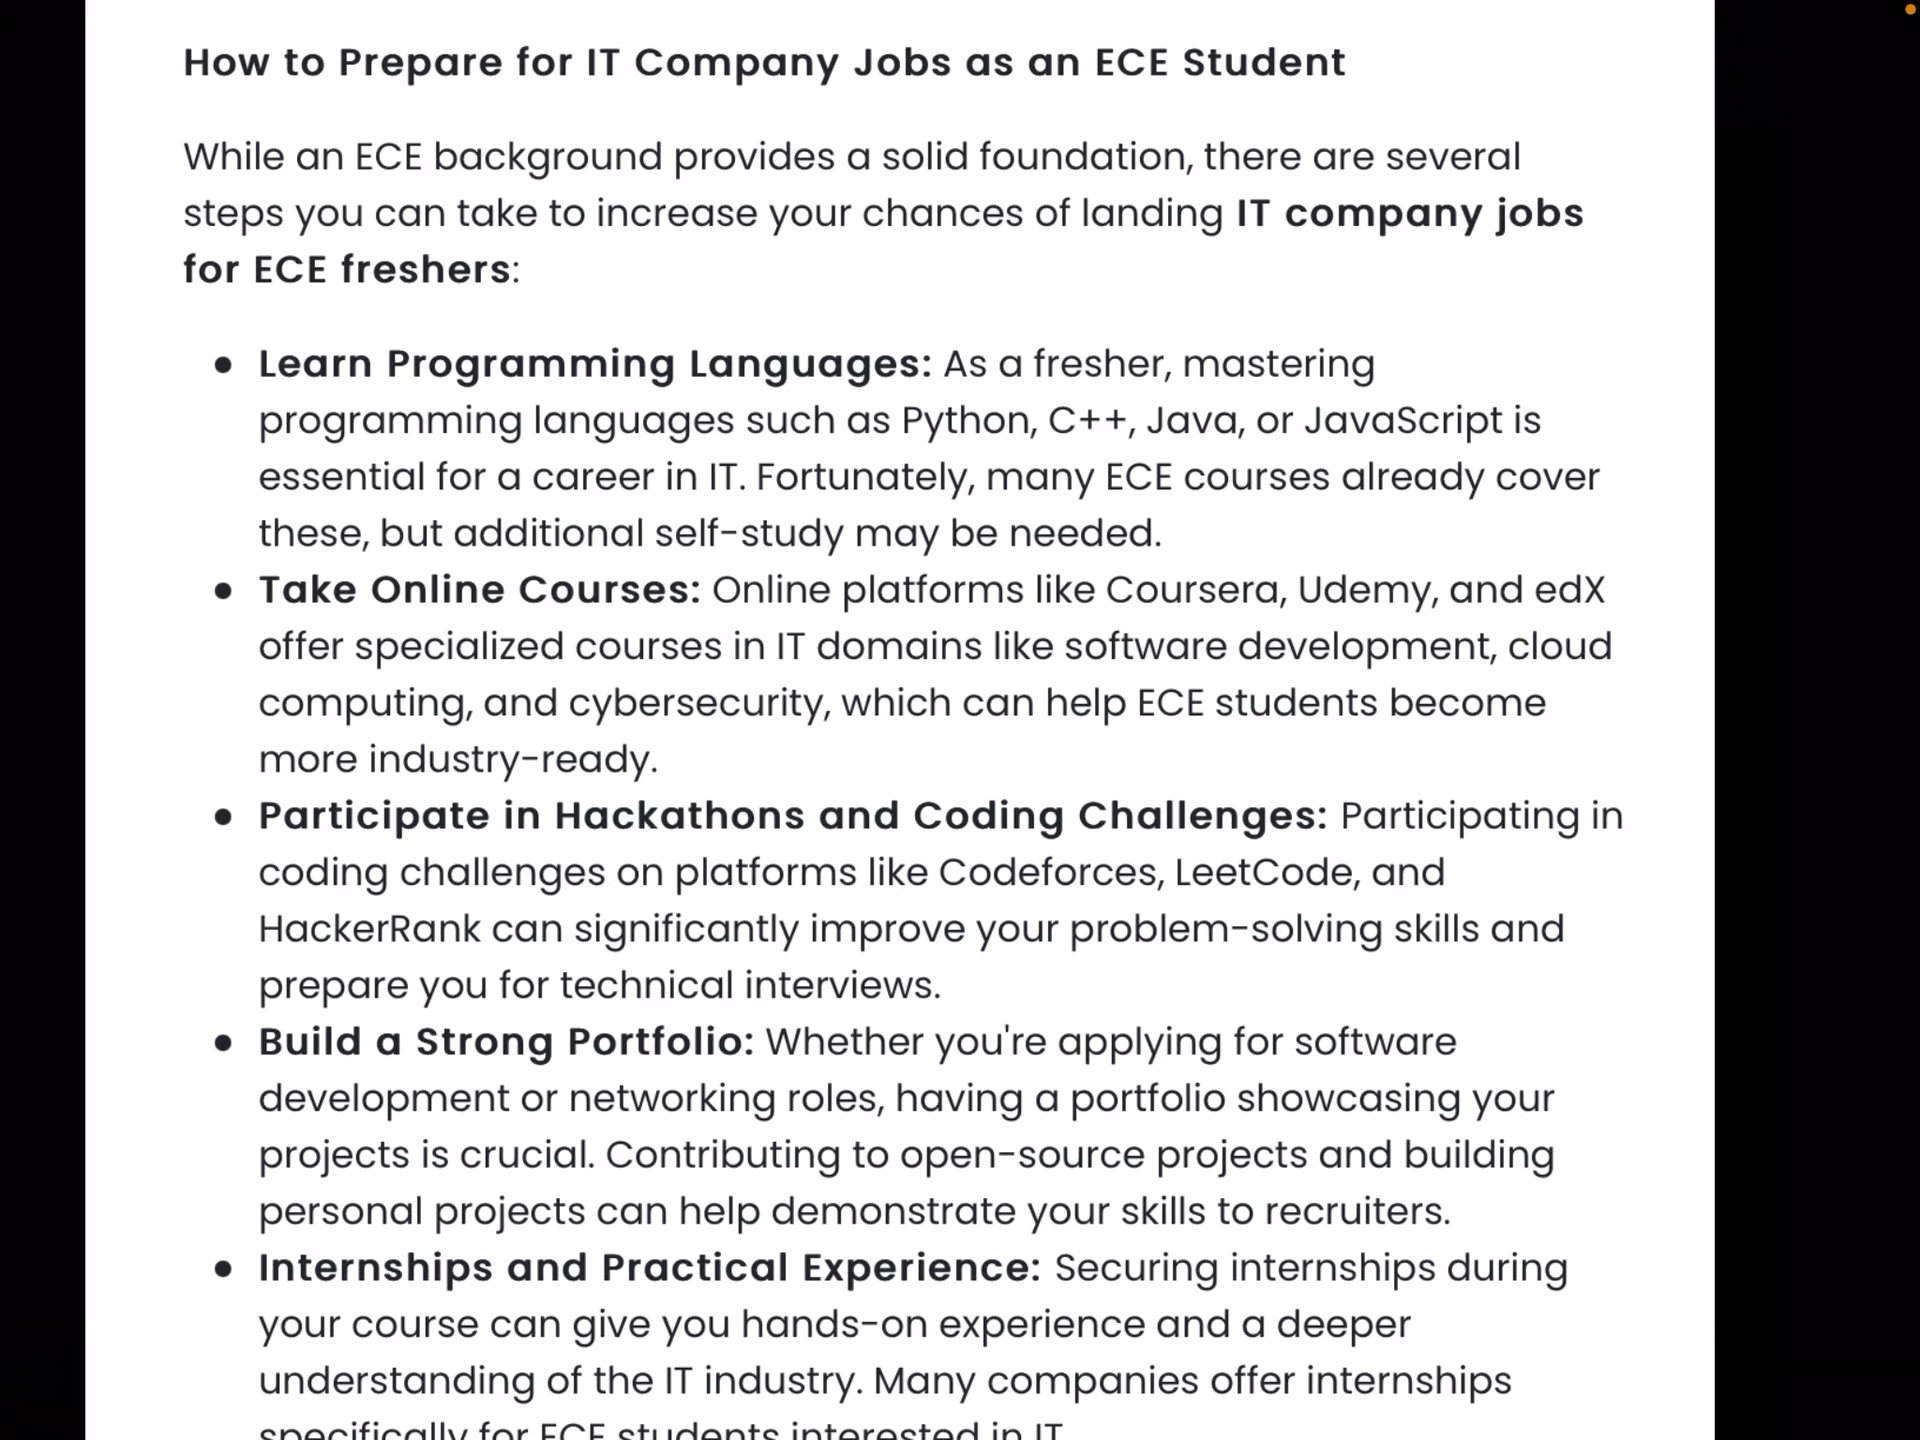 How to Prepare for IT Company Jobs as an ECE Student
While an ECE background provides a solid foundation, there are several
steps you can take to increase your chances of landing IT company jobs
for ECE freshers:
● Learn Programming Languages: As a fresher, mastering
programming languages such as Python, C++, Java, or JavaScript is
essential for a career in IT. Fortunately, many ECE courses already cover
these, but additional self-study may be needed.
● Take Online Courses: Online platforms like Coursera, Udemy, and edX
offer specialized courses in IT domains like software development, cloud
computing, and cybersecurity, which can help ECE students become
more industry-ready.
● Participate in Hackathons and Coding Challenges: Participating in
coding challenges on platforms like Codeforces, LeetCode, and
HackerRank can significantly improve your problem-solving skills and
prepare you for technical interviews.
● Build a Strong Portfolio: Whether you're applying for software
development or networking roles, having a portfolio showcasing your
projects is crucial. Contributing to open-source projects and building
personal projects can help demonstrate your skills to recruiters.
● Internships and Practical Experience: Securing internships during
your course can give you hands-on experience and a deeper
understanding of the IT industry. Many companies offer internships
specifically for ECE students interested in IT.